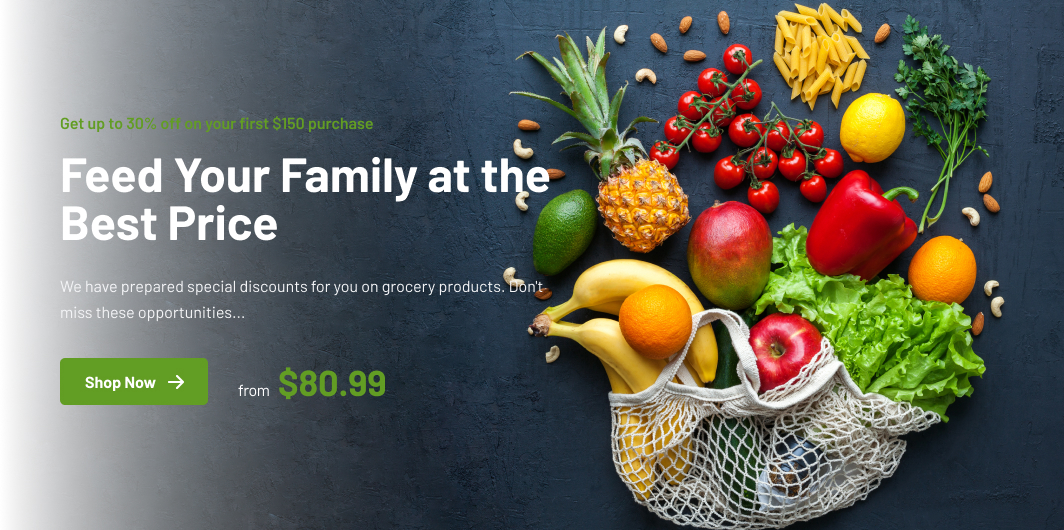 Get up to 30% off on your first $150 purchase
Feed Your Family at the
Best Price
We have prepared special discounts for you on grocery products. Don't
miss these opportunities...
Shop Now
from $80.99